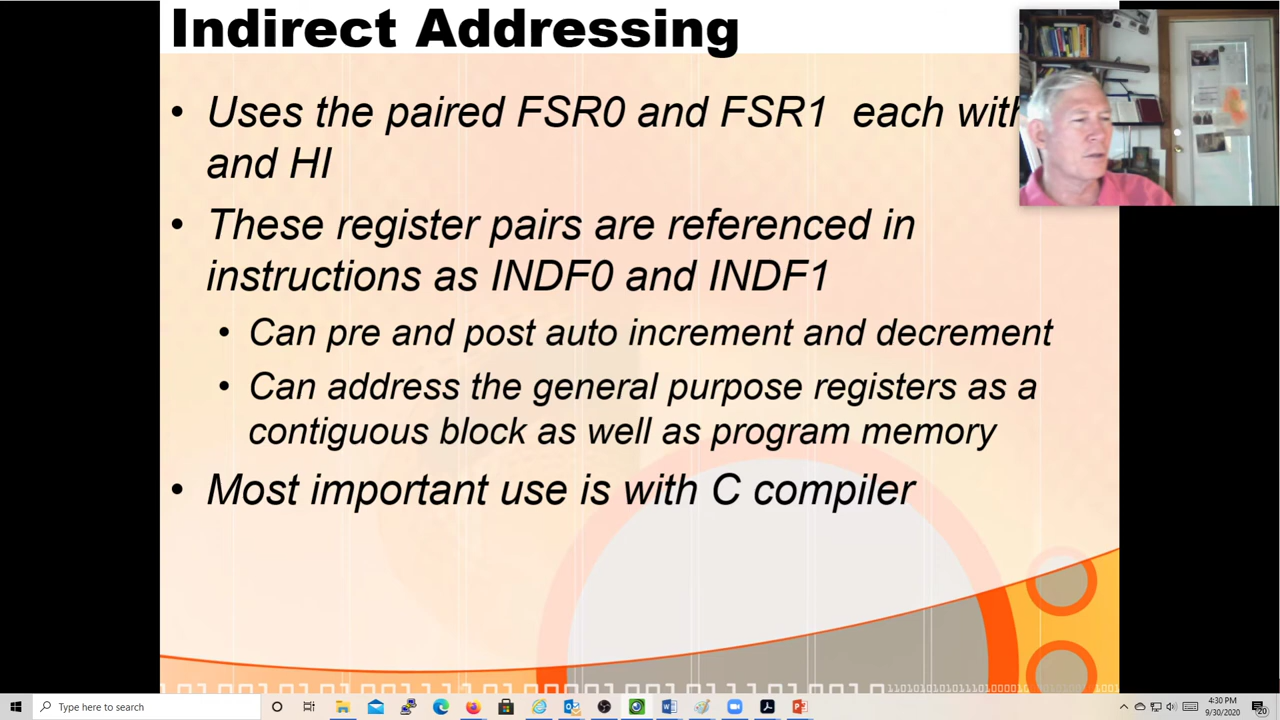 Indirect Addressing
• Uses the paired FSR0 and FSR1 each with
and HI
• These register pairs are referenced in
instructions as INDF0 and INDF1
• Can pre and post auto increment and decrement
• Can address the general purpose registers as a
contiguous block as well as program memory
• Most important use is with C compiler
Type here to search
4:30 PM
9/30/2020
20